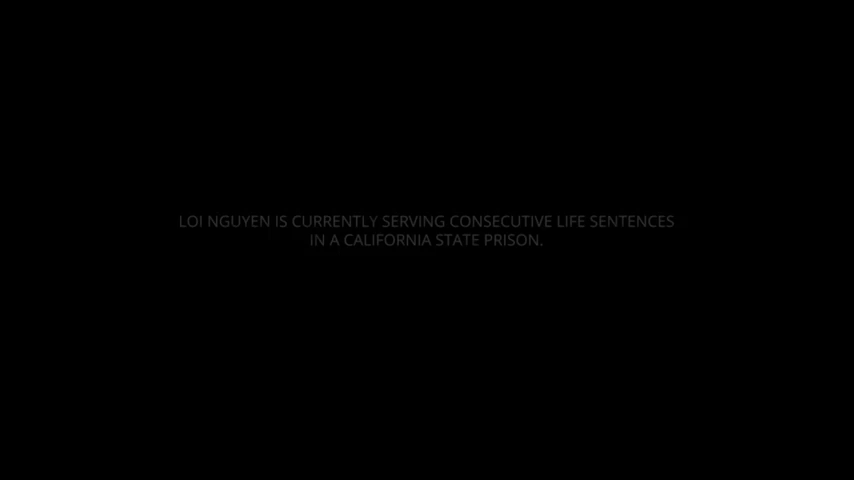 LOI NGUYEN IS CURRENTLY SERVING CONSECUTIVE LIFE SENTENCES
IN A CALIFORNIA STATE PRISON.